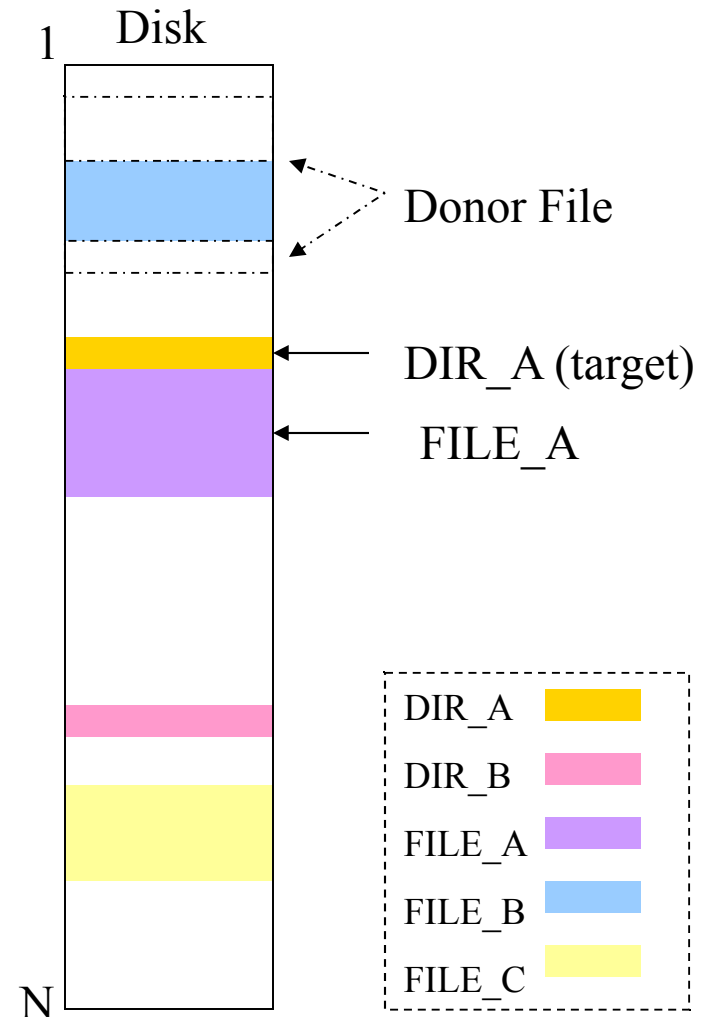 Disk
1
Donor File
DIR_A (target)
FILE_A
DIR_A
DIR_B
FILE_A
FILE_B
FILE_C
N